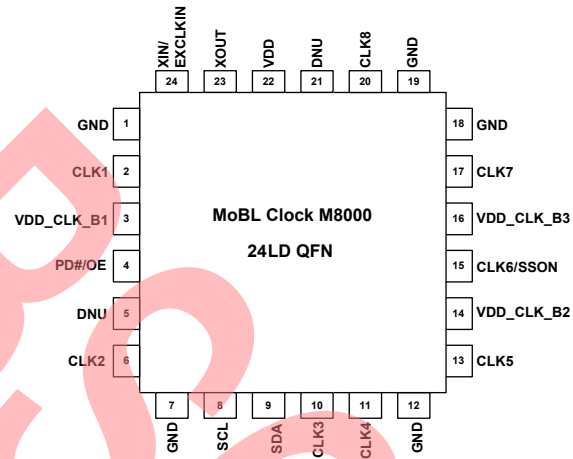 XIN/
EXCLKIN
XOUT
VDD
DNU
CLK8
GND
24
23
22
21
20
19
GND 1
CLK1 2
VDD_CLK_B1 3
PD#/OE 4
DNU 5
CLK2 6
MoBL Clock M8000
24LD QFN
18 GND
17 CLK7
16 VDD_CLK_B3
15 CLK6/SSON
14 VDD_CLK_B2
13 CLK5
7
8
9
10
11
12
GND
SCL
SDA
CLK3
CLK4
GND